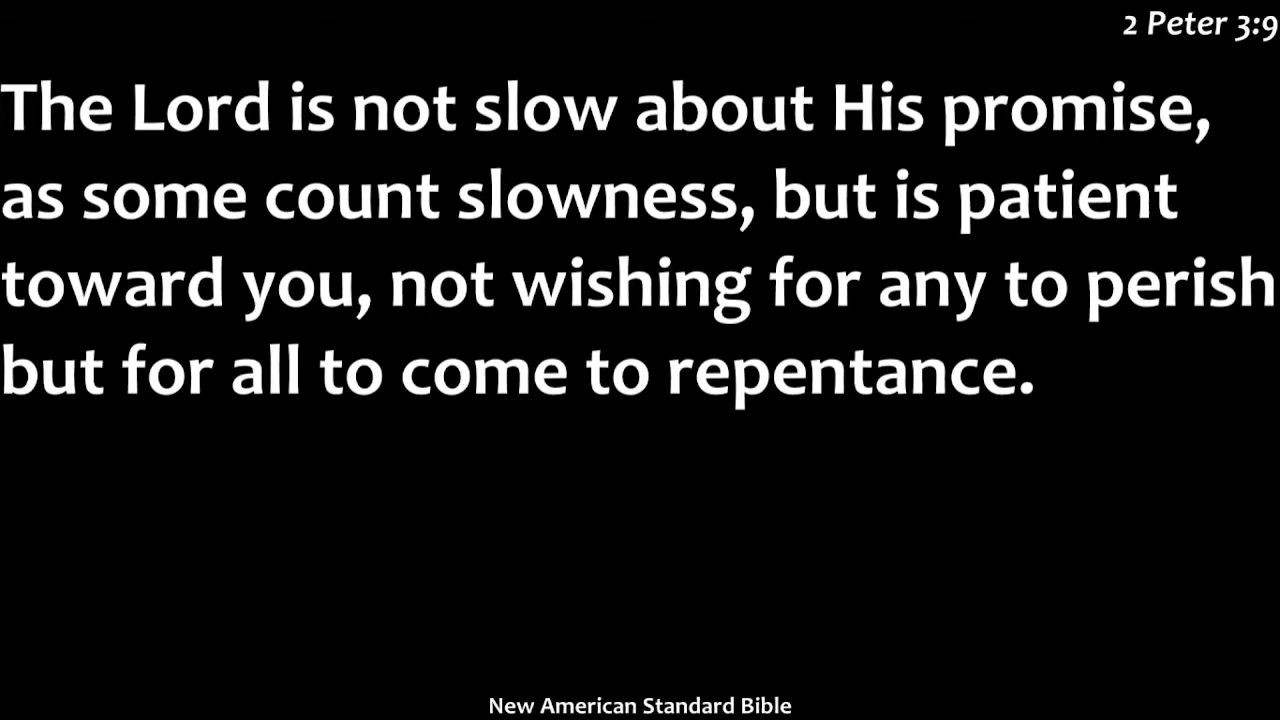 2 Peter 3:9
The Lord is not slow about His promise,
as some count slowness, but is patient
toward you, not wishing for any to perish
but for all to come to repentance.
New American Standard Bible